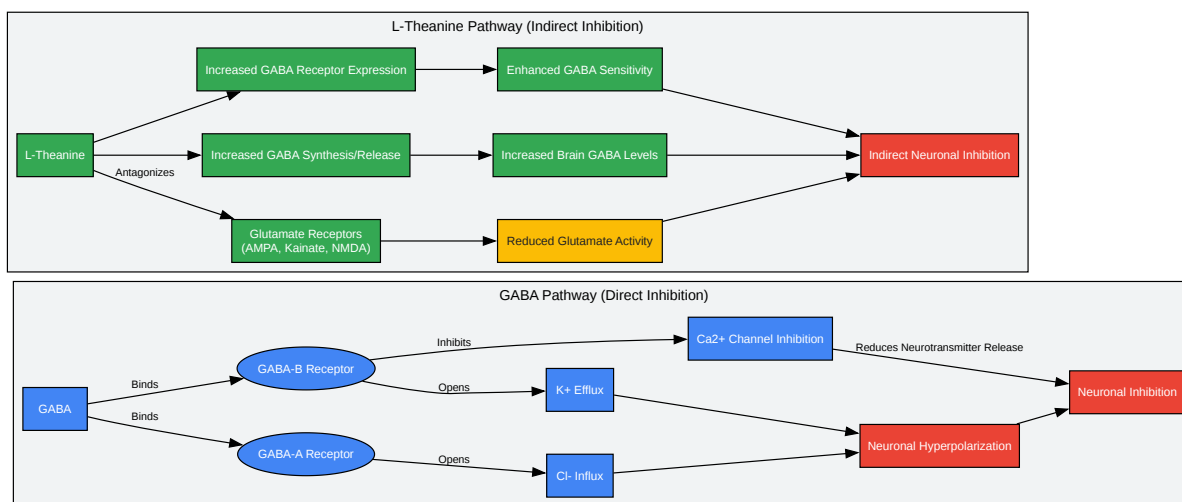 L-Theanine Pathway (Indirect Inhibition)
Increased GABA Receptor Expression
Enhanced GABA Sensitivity
L-Theanine
Increased GABA Synthesis/Release
Increased Brain GABA Levels
Indirect Neuronal Inhibition
Antagonizes
Glutamate Receptors
(AMPA, Kainate, NMDA)
Reduced Glutamate Activity
GABA Pathway (Direct Inhibition)
Inhibits
Ca2+ Channel Inhibition
Reduces Neurotransmitter Release
GABA-B Receptor
Binds
Opens
K+ Efflux
Neuronal Inhibition
GABA
Binds
GABA-A Receptor
Opens
Cl- Influx
Neuronal Hyperpolarization